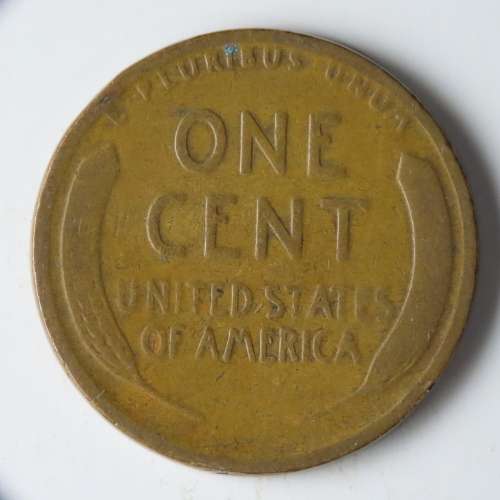 E PLURIBUS UNUM
ONE
CENT
UNITED·STATES
OF AMERICA